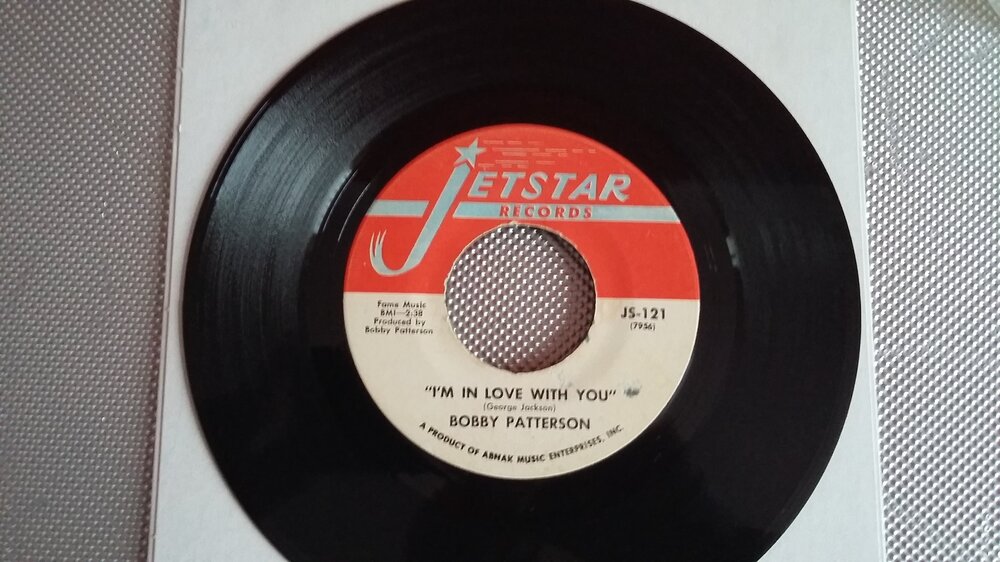 JETSTAR
RECORDS
Fame Music
BMI—2:38
Produced by
Bobby Patterson
JS-121
(7956)
"I'M IN LOVE WITH YOU"
(George Jackson)
BOBBY PATTERSON
A PRODUCT OF ABNAK MUSIC ENTERPRISES, INC.